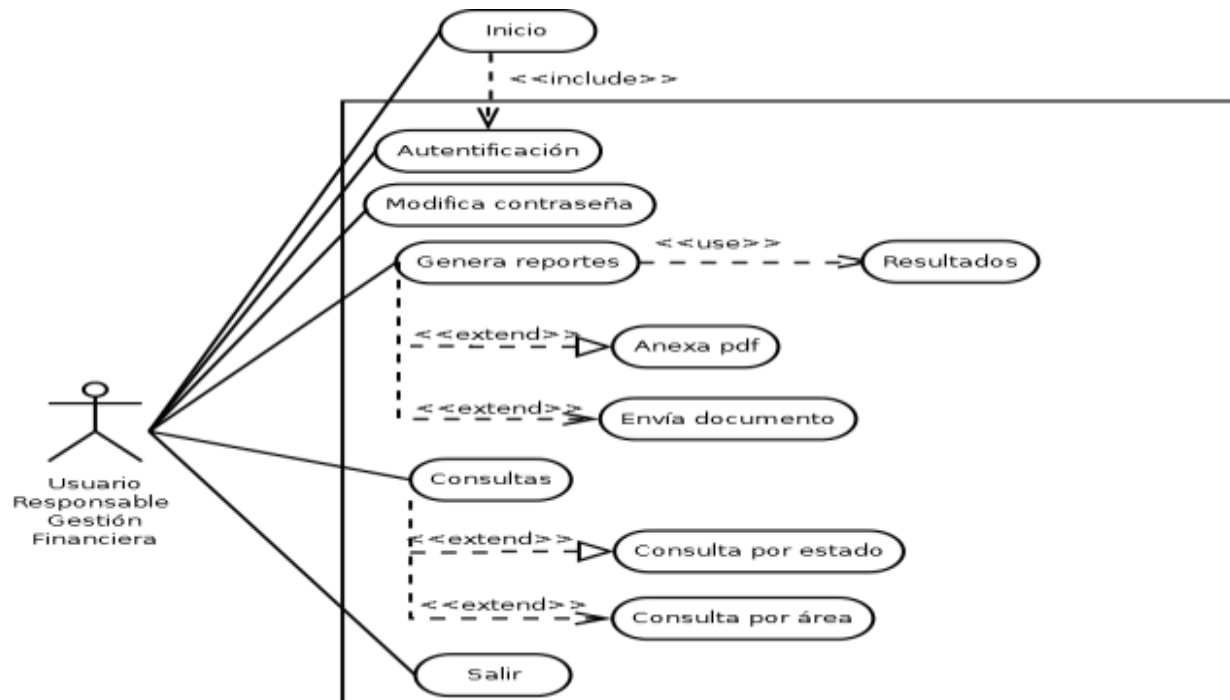 Inicio
<<include>>
Autentificación
Modifica contraseña
Genera reportes
<<use>>
Resultados
<<extend>>
Anexa pdf
<<extend>>
Envía documento
Usuario
Responsable
Gestión
Financiera
Consultas
<<extend>>
Consulta por estado
<<extend>>
Consulta por área
Salir